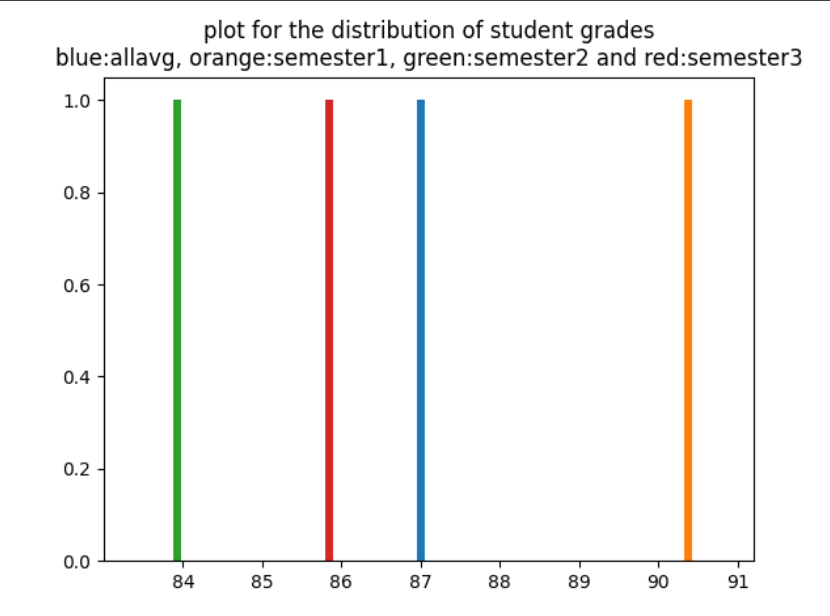 plot for the distribution of student grades
blue:allavg, orange:semester1, green:semester2 and red:semester3
1.0
0.8
0.6
0.4
0.2
0.0
84 85 86 87 88 89 90 91